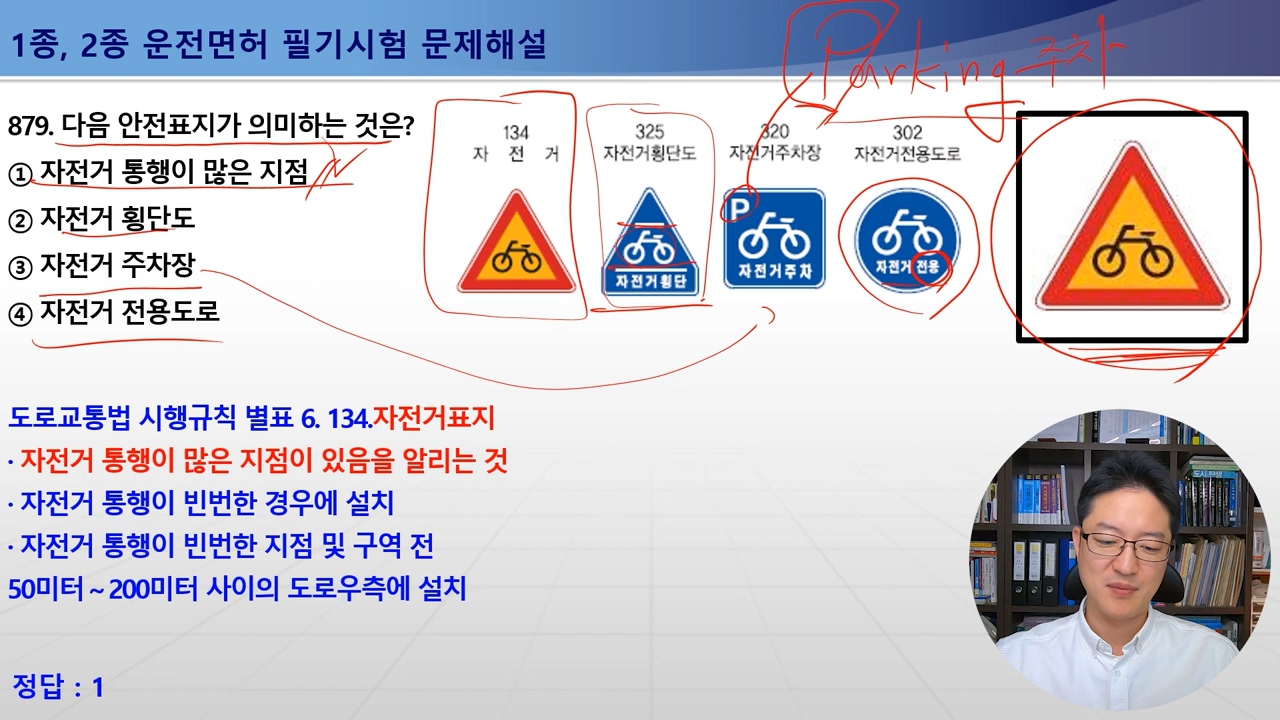 1종, 2종 운전면허 필기시험 문제해설
Parking 주차
879. 다음 안전표지가 의미하는 것은?
① 자전거 통행이 많은 지점
② 자전거 횡단도
③ 자전거 주차장
④ 자전거 전용도로
134
자 전 거
325
자전거횡단도
자전거횡단
320
자전거주차장
P
자전거주차
302
자전거전용도로
자전거 전용
도로교통법 시행규칙 별표 6. 134.자전거표지
· 자전거 통행이 많은 지점이 있음을 알리는 것
· 자전거 통행이 빈번한 경우에 설치
· 자전거 통행이 빈번한 지점 및 구역 전
50미터 ~ 200미터 사이의 도로우측에 설치
정답 : 1